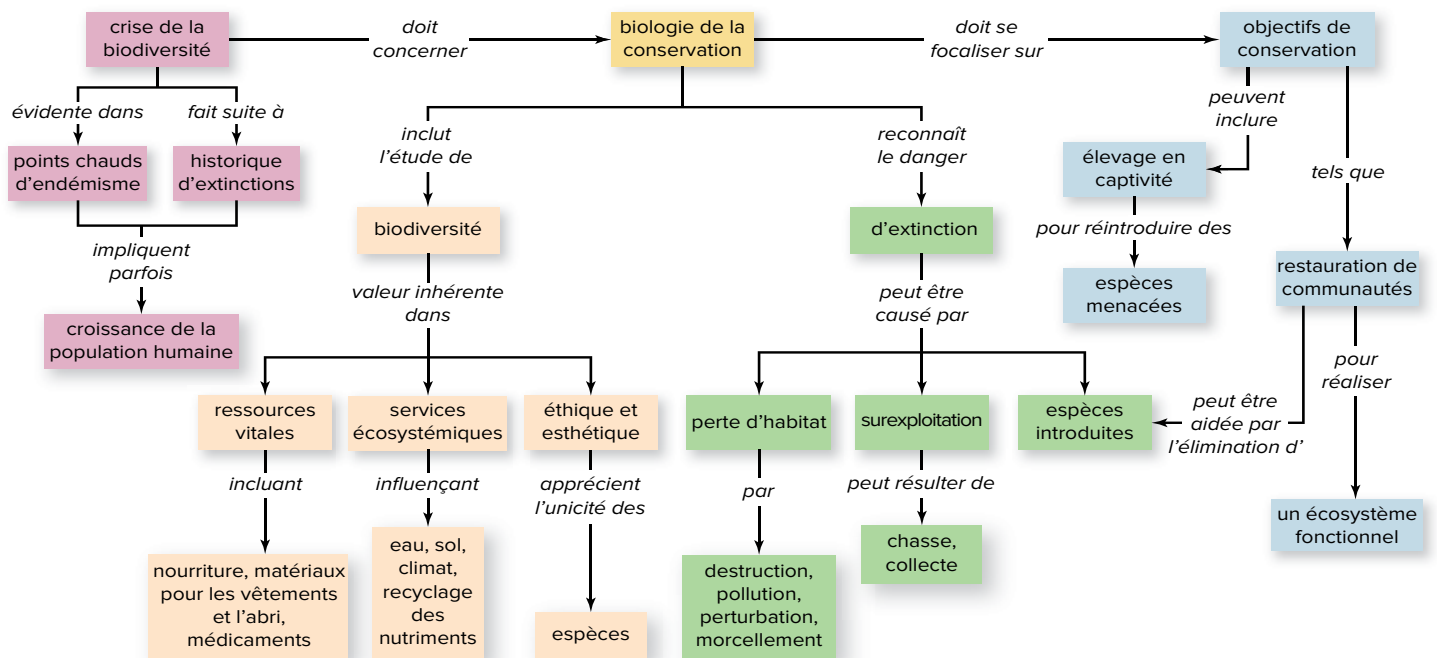 crise de la
biodiversité
doit
concerner
biologie de la
conservation
doit se
focaliser sur
objectifs de
conservation
évidente dans
fait suite à
points chauds
d'endémisme
historique
d'extinctions
impliquent
parfois
croissance de la
population humaine
inclut
l'étude de
biodiversité
valeur inhérente
dans
ressources
vitales
services
écosystémiques
éthique et
esthétique
incluant
influençant
apprécient
l'unicité des
nourriture, matériaux
pour les vêtements
et l'abri,
médicaments
eau, sol,
climat,
recyclage
des
nutriments
espèces
reconnaît
le danger
d'extinction
peut être
causé par
perte d'habitat
surexploitation
espèces
introduites
par
peut résulter de
destruction,
pollution,
perturbation,
morcellement
chasse,
collecte
peuvent
inclure
élevage en
captivité
pour réintroduire des
espèces
menacées
tels que
restauration de
communautés
peut être
aidée par
l'élimination d'
pour
réaliser
un écosystème
fonctionnel